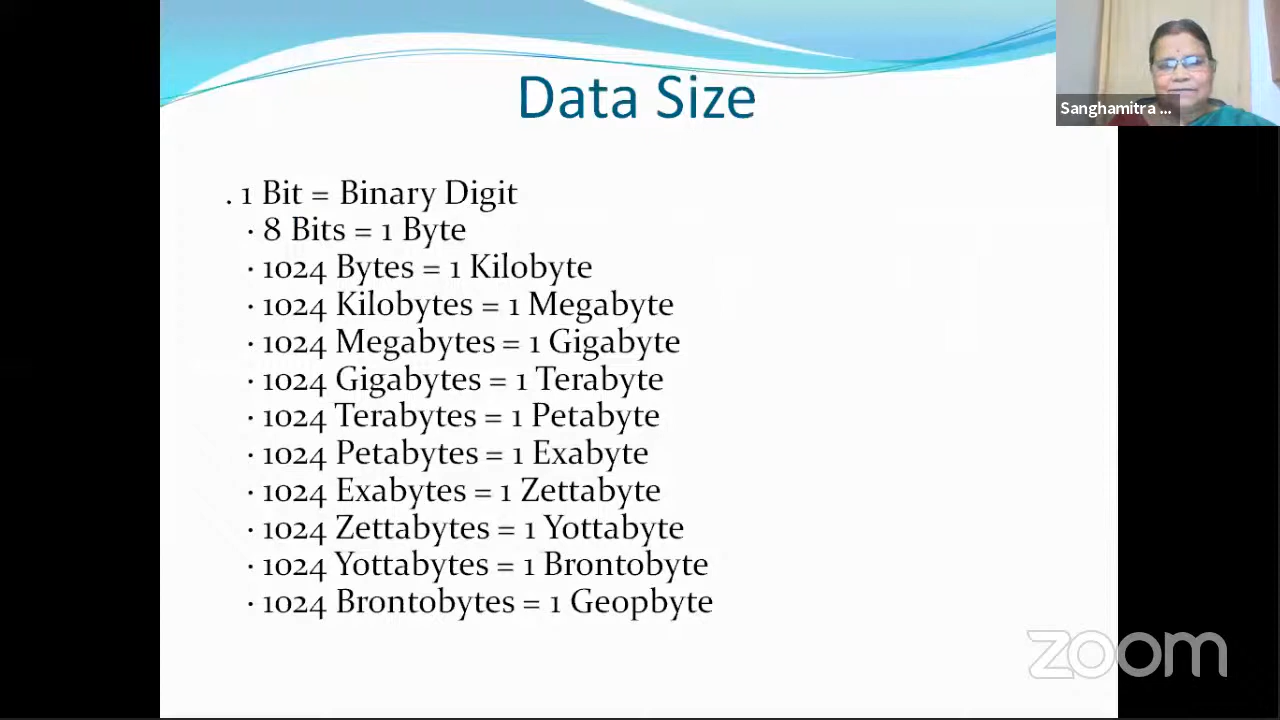 Data Size
Sanghamitra ...
. 1 Bit = Binary Digit
· 8 Bits = 1 Byte
· 1024 Bytes = 1 Kilobyte
· 1024 Kilobytes = 1 Megabyte
· 1024 Megabytes = 1 Gigabyte
· 1024 Gigabytes = 1 Terabyte
· 1024 Terabytes = 1 Petabyte
· 1024 Petabytes = 1 Exabyte
· 1024 Exabytes = 1 Zettabyte
· 1024 Zettabytes = 1 Yottabyte
· 1024 Yottabytes = 1 Brontobyte
· 1024 Brontobytes = 1 Geopbyte
zoom